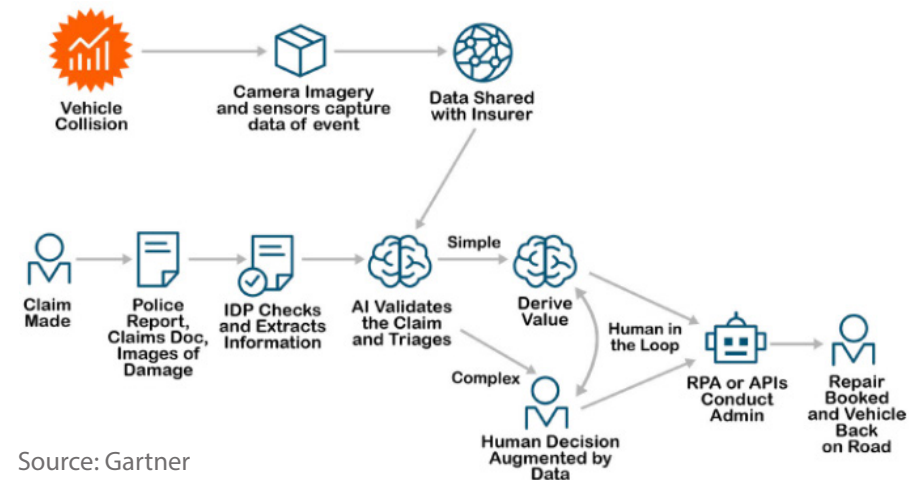 Vehicle
Collision
Camera Imagery
and sensors capture
data of event
Data Shared
with Insurer
Claim
Made
Police
Report,
Claims Doc,
Images of
Damage
IDP Checks
and Extracts
Information
AI Validates
the Claim
and Triages
Simple
Complex
Derive
Value
Human in
the Loop
Human Decision
Augmented by
Data
RPA or APIs
Conduct
Admin
Repair
Booked
and Vehicle
Back
on Road
Source: Gartner